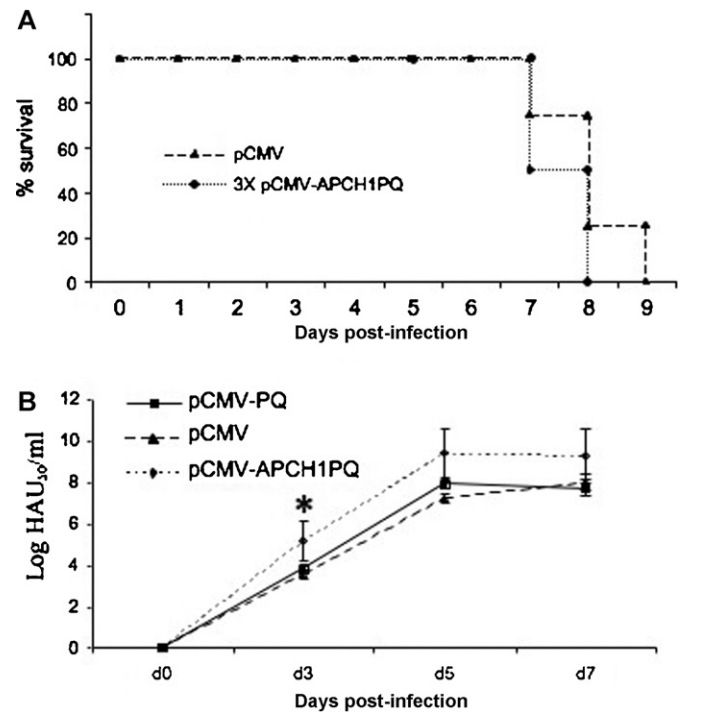 A
100
80
60
40
20
0
% survival
pCMV
3X pCMV-APCH1PQ
0 1 2 3 4 5 6 7 8 9
Days post-infection
B
12
10
8
6
4
2
0
Log HAU₅₀/ml
pCMV-PQ
pCMV
pCMV-APCH1PQ
*
d0 d3 d5 d7
Days post-infection